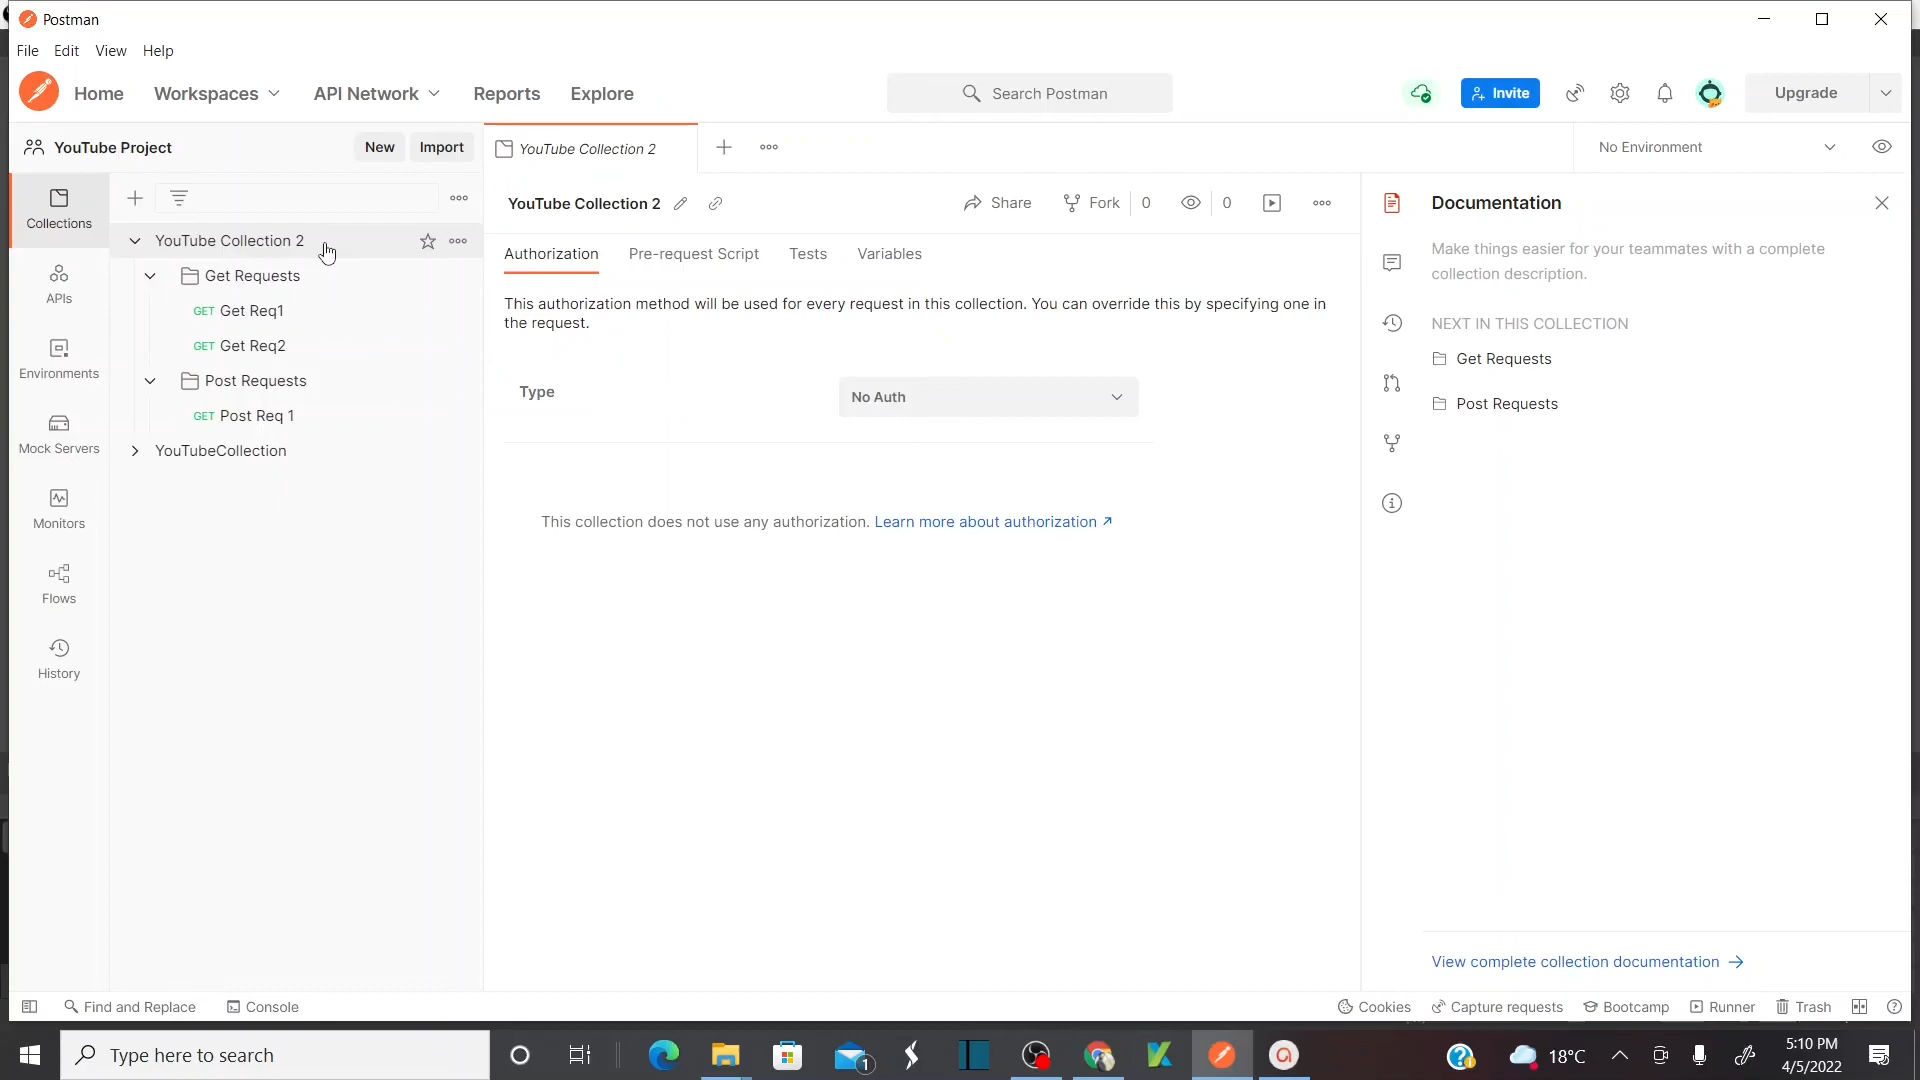 Postman
File Edit View Help
Home Workspaces API Network Reports Explore
Search Postman
Invite
Upgrade
YouTube Project
New
Import
YouTube Collection 2
No Environment
Collections
APIs
Environments
Mock Servers
Monitors
Flows
History
YouTube Collection 2
Get Requests
GET Get Req1
GET Get Req2
Post Requests
GET Post Req 1
YouTubeCollection
YouTube Collection 2
Share
Fork 0
0
Authorization Pre-request Script Tests Variables
This authorization method will be used for every request in this collection. You can override this by specifying one in
the request.
Type
No Auth
This collection does not use any authorization. Learn more about authorization
Documentation
Make things easier for your teammates with a complete
collection description.
NEXT IN THIS COLLECTION
Get Requests
Post Requests
View complete collection documentation
Find and Replace
Console
Cookies
Capture requests
Bootcamp
Runner
Trash
Type here to search
1
18°C
5:10 PM
4/5/2022